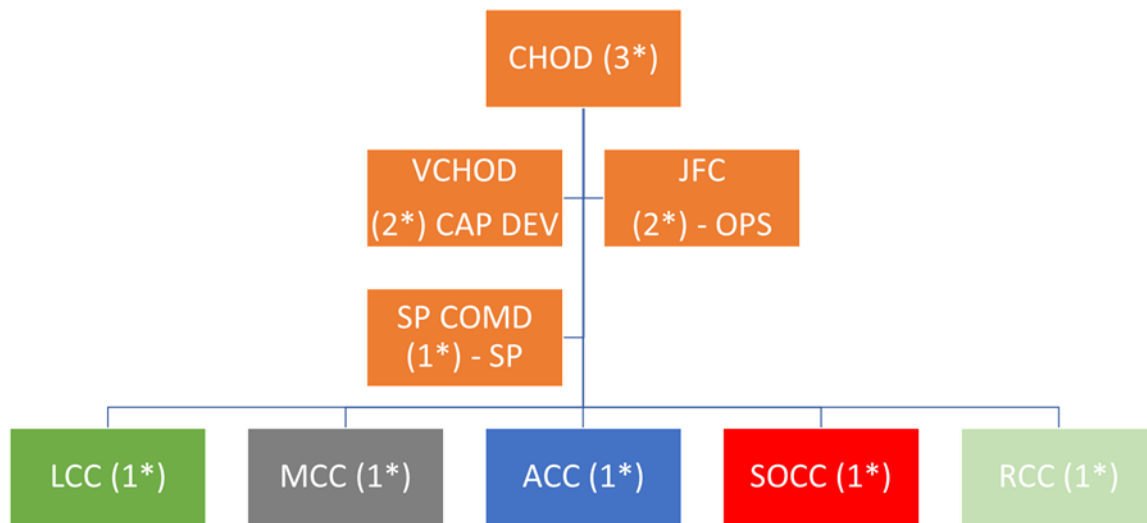 CHOD (3*)
VCHOD
(2*) CAP DEV
JFC
(2*) - OPS
SP COMD
(1*) - SP
LCC (1*)
MCC (1*)
ACC (1*)
SOCC (1*)
RCC (1*)